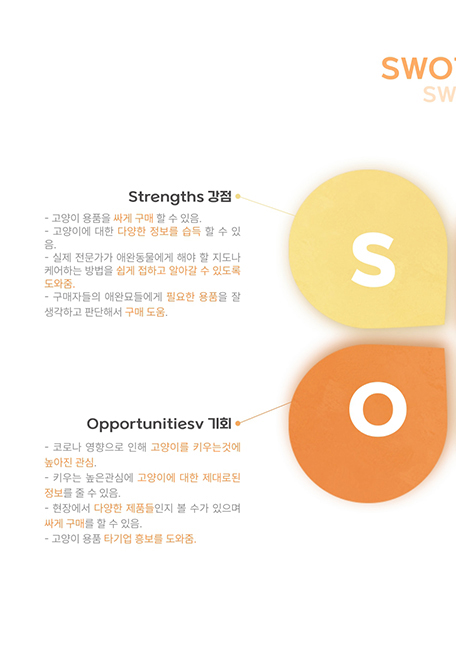 SWO
SW
Strengths 강점
- 고양이 용품을 싸게 구매 할 수 있음.
- 고양이에 대한 다양한 정보를 습득 할 수 있
음.
- 실제 전문가가 애완동물에게 해야 할 지도나
케어하는 방법을 쉽게 접하고 알아갈 수 있도록
도와줌.
- 구매자들의 애완묘들에게 필요한 용품을 잘
생각하고 판단해서 구매 도움.
S
Opportunitiesv 기회
- 코로나 영향으로 인해 고양이를 키우는것에
높아진 관심.
- 키우는 높은관심에 고양이에 대한 제대로된
정보를 줄 수 있음.
- 현장에서 다양한 제품들인지 볼 수가 있으며
싸게 구매를 할 수 있음.
- 고양이 용품 타기업 홍보를 도와줌.
O